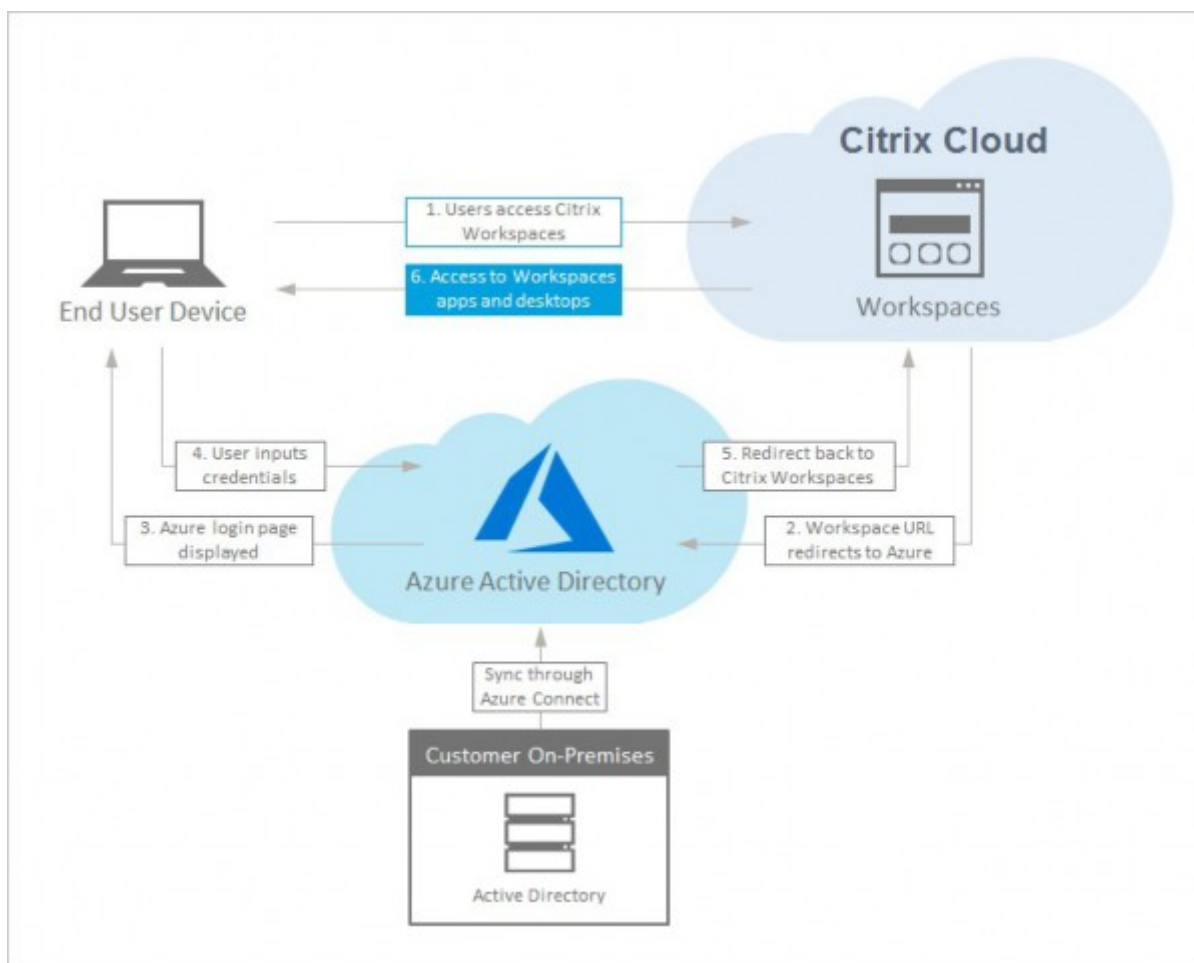 Citrix Cloud
1. Users access Citrix
Workspaces
6. Access to Workspaces
apps and desktops
End User Device
Workspaces
4. User inputs
credentials
5. Redirect back to
Citrix Workspaces
3. Azure login page
displayed
2. Workspace URL
redirects to Azure
Azure Active Directory
Sync through
Azure Connect
Customer On-Premises
Active Directory